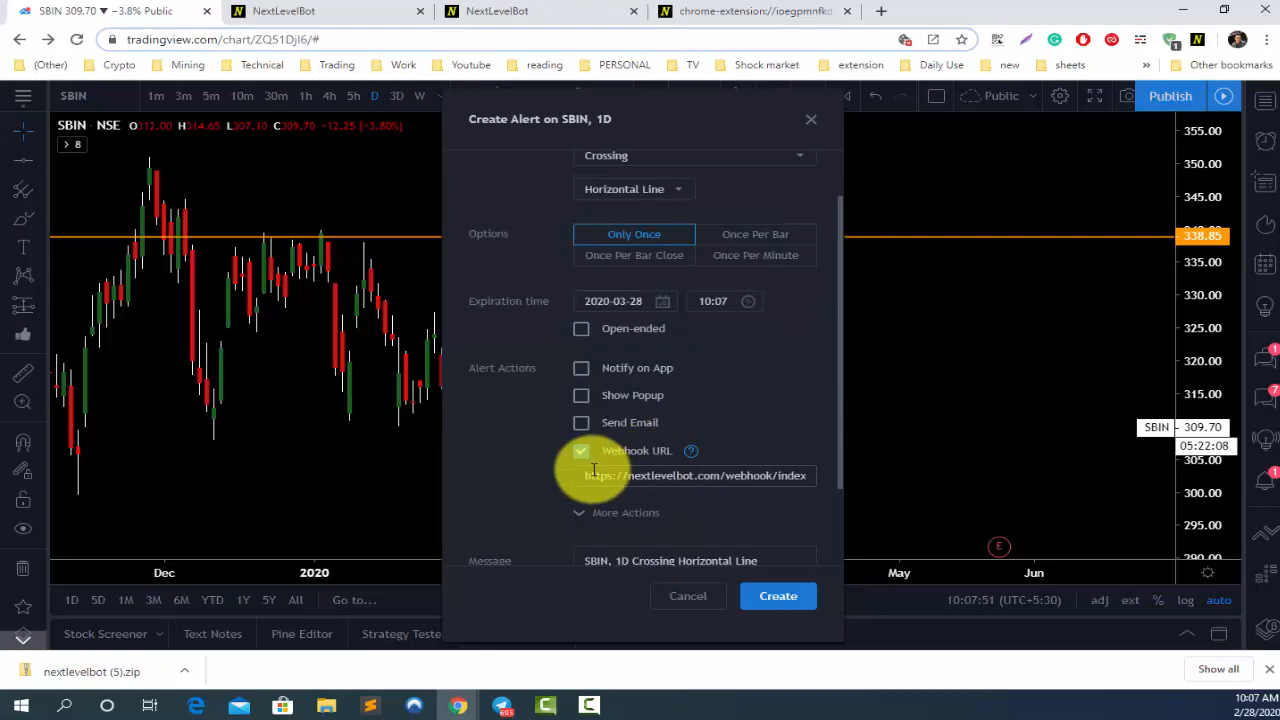 SBIN 309.70 ▼ −3.8% Public
NextLevelBot
NextLevelBot
chrome-extension://ioegpmnfkd
tradingview.com/chart/ZQ51DjI6/#
(Other)
Crypto
Mining
Technical
Trading
Work
Youtube
reading
PERSONAL
TV
Shock market
extension
Daily Use
new
sheets
»
Other bookmarks
SBIN
1m 3m 5m 10m 30m 1h 4h 5h D 3D W
Public
Publish
SBIN · NSE O312.00 H314.65 L307.10 C309.70 −12.25 (−3.80%)
> 8
Create Alert on SBIN, 1D
Crossing
Horizontal Line
Options
Only Once
Once Per Bar
Once Per Bar Close
Once Per Minute
Expiration time
2020-03-28
10:07
Open-ended
Alert Actions
Notify on App
Show Popup
Send Email
Webhook URL
?
https://nextlevelbot.com/webhook/index
More Actions
Message
SBIN, 1D Crossing Horizontal Line
Cancel
Create
355.00
350.00
345.00
338.85
335.00
330.00
325.00
320.00
315.00
SBIN 309.70
05:22:08
305.00
300.00
295.00
290.00
E
1
7
1
1
Dec
2020
May
Jun
1D 5D 1M 3M 6M YTD 1Y 5Y All Go to...
10:07:51 (UTC+5:30)
adj ext % log auto
Stock Screener
Text Notes
Pine Editor
Strategy Teste
nextlevelbot (5).zip
Show all
10:07 AM
2/28/2020